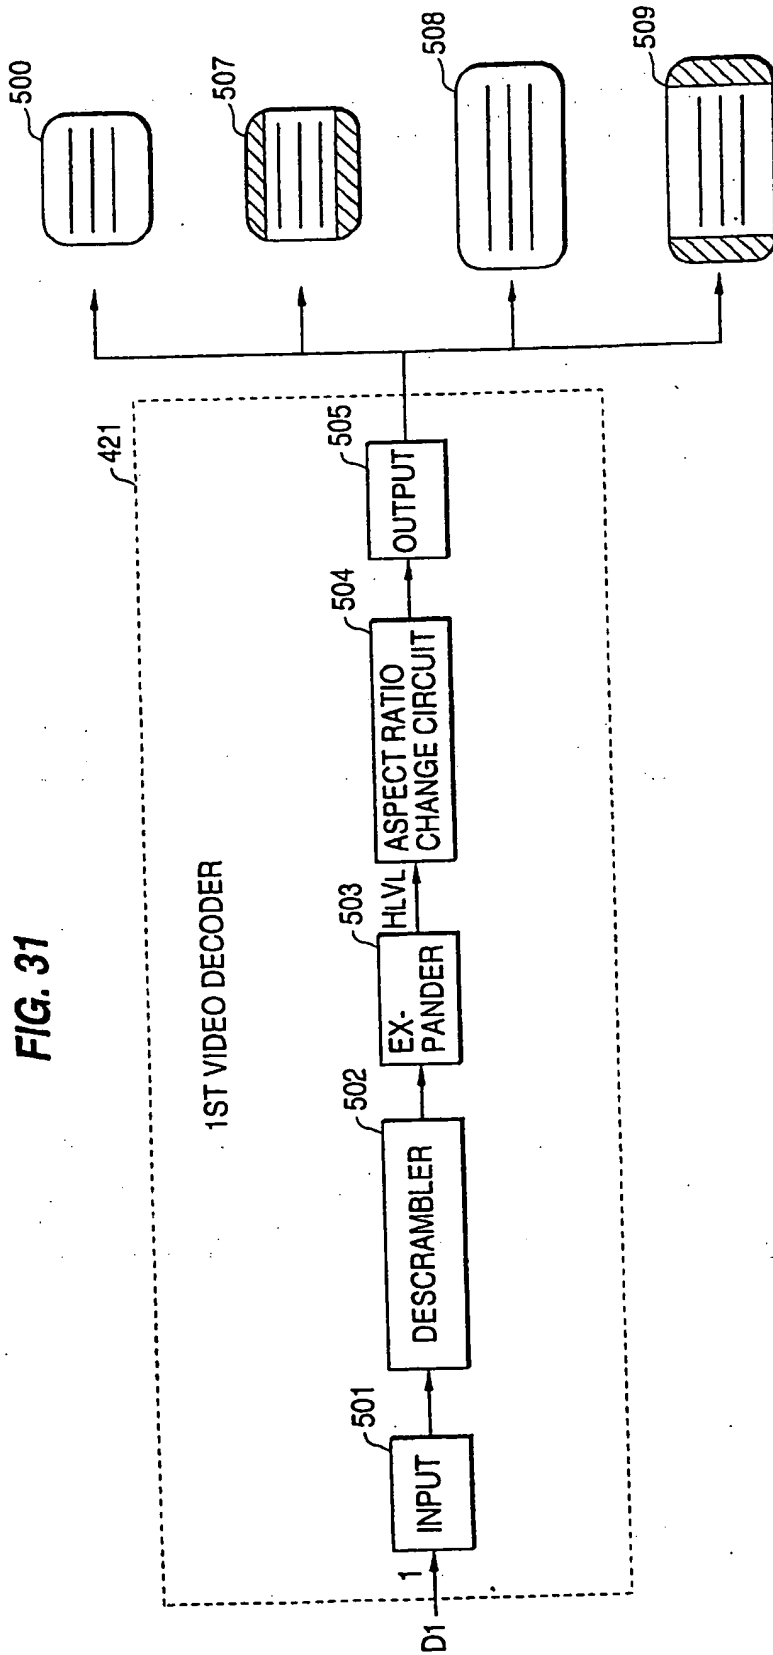 FIG. 31
1ST VIDEO DECODER
421
D1
1
INPUT
501
DESCRAMBLER
502
EX-
PANDER
503
HLVL
ASPECT RATIO
CHANGE CIRCUIT
504
OUTPUT
505
500
507
508
509